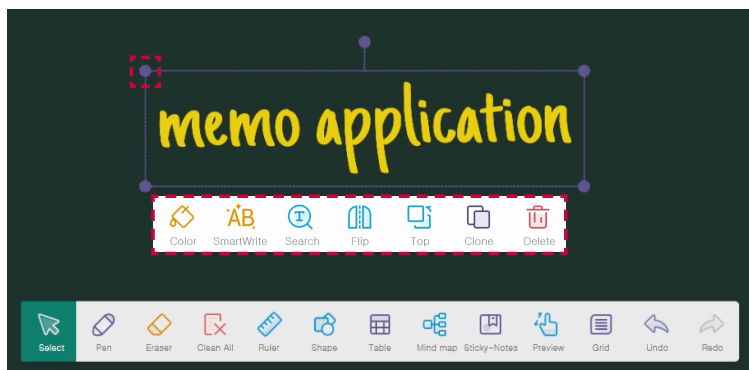 memo application
Color SmartWrite Search Flip Top Clone Delete
Select Pen Eraser Clean All Ruler Shape Table Mind map Sticky-Notes Preview Grid Undo Redo